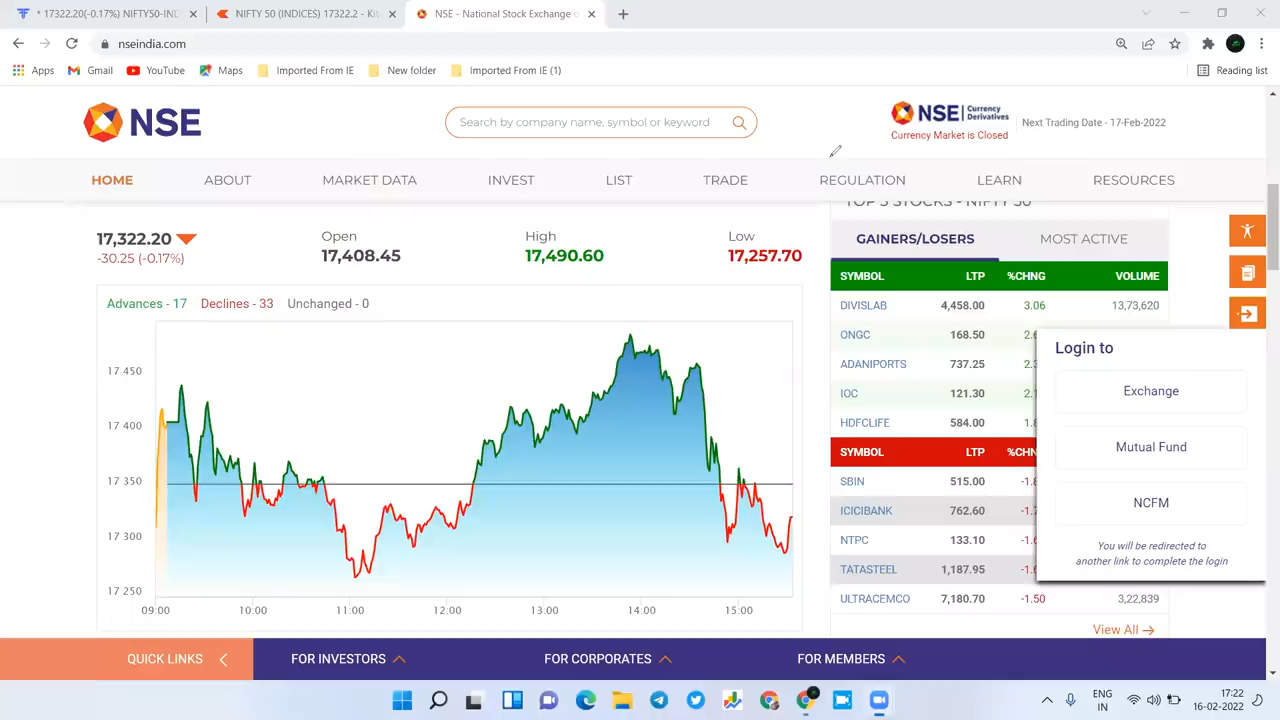 * 17322.20(-0.17%) NIFTY50-IND
NIFTY 50 (INDICES) 17322.2 - Kit
NSE - National Stock Exchange o
nseindia.com
Apps
Gmail
YouTube
Maps
Imported From IE
New folder
Imported From IE (1)
Reading list
NSE
Search by company name, symbol or keyword
NSE
Currency
Derivatives
Currency Market is Closed
Next Trading Date - 17-Feb-2022
HOME
ABOUT
MARKET DATA
INVEST
LIST
TRADE
REGULATION
LEARN
RESOURCES
17,322.20
-30.25 (-0.17%)
Open
17,408.45
High
17,490.60
Low
17,257.70
Advances - 17 Declines - 33 Unchanged - 0
17 450
17 400
17 350
17 300
17 250
09:00 10:00 11:00 12:00 13:00 14:00 15:00
TOP 5 STOCKS - NIFTY 50
GAINERS/LOSERS
MOST ACTIVE
SYMBOL LTP %CHNG VOLUME
DIVISLAB 4,458.00 3.06 13,73,620
ONGC 168.50
ADANIPORTS 737.25
IOC 121.30
HDFCLIFE 584.00
SYMBOL LTP %CHN
SBIN 515.00
ICICIBANK 762.60
NTPC 133.10
TATASTEEL 1,187.95
ULTRACEMCO 7,180.70 -1.50 3,22,839
View All
Login to
Exchange
Mutual Fund
NCFM
You will be redirected to
another link to complete the login
QUICK LINKS
FOR INVESTORS
FOR CORPORATES
FOR MEMBERS
ENG
IN
17:22
16-02-2022